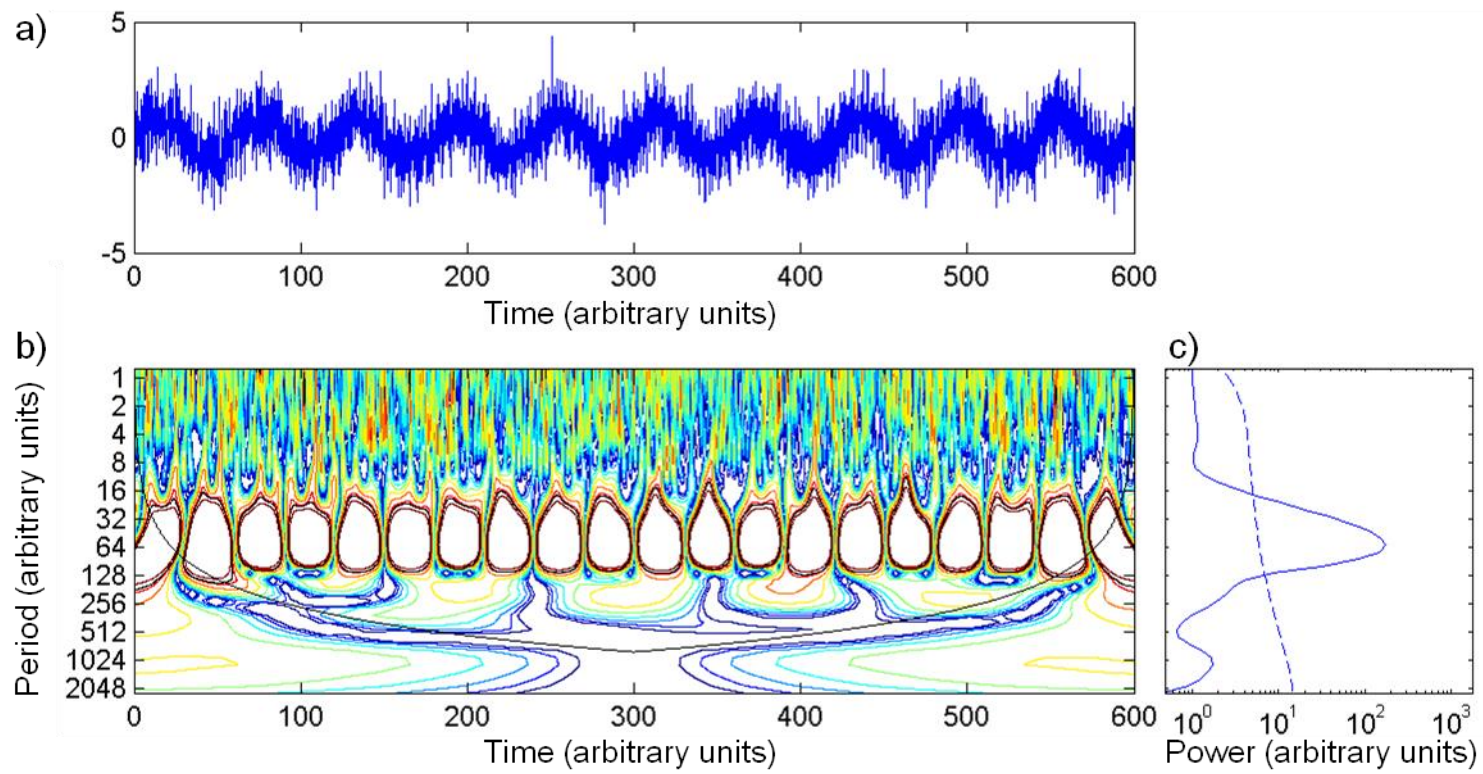 a)
5
0
-5
0 100 200 300 400 500 600
Time (arbitrary units)
b)
Period (arbitrary units)
1
2
4
8
16
32
64
128
256
512
1024
2048
0 100 200 300 400 500 600
Time (arbitrary units)
c)
10^0 10^1 10^2 10^3
Power (arbitrary units)